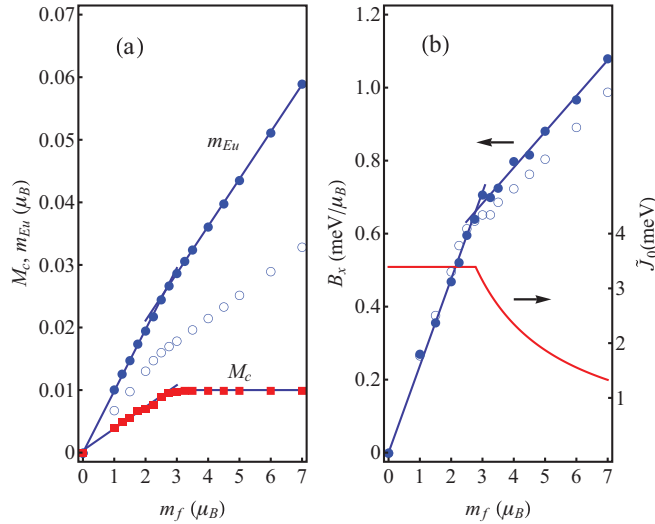 (a)
0.07
0.06
0.05
0.04
0.03
0.02
0.01
0
M_c, m_Eu (μ_B)
m_Eu
M_c
0 1 2 3 4 5 6 7
m_f (μ_B)
(b)
1.2
1.0
0.8
0.6
0.4
0.2
0.0
B_x (meV/μ_B)
4
3
2
1
J̃_0(meV)
0 1 2 3 4 5 6 7
m_f (μ_B)